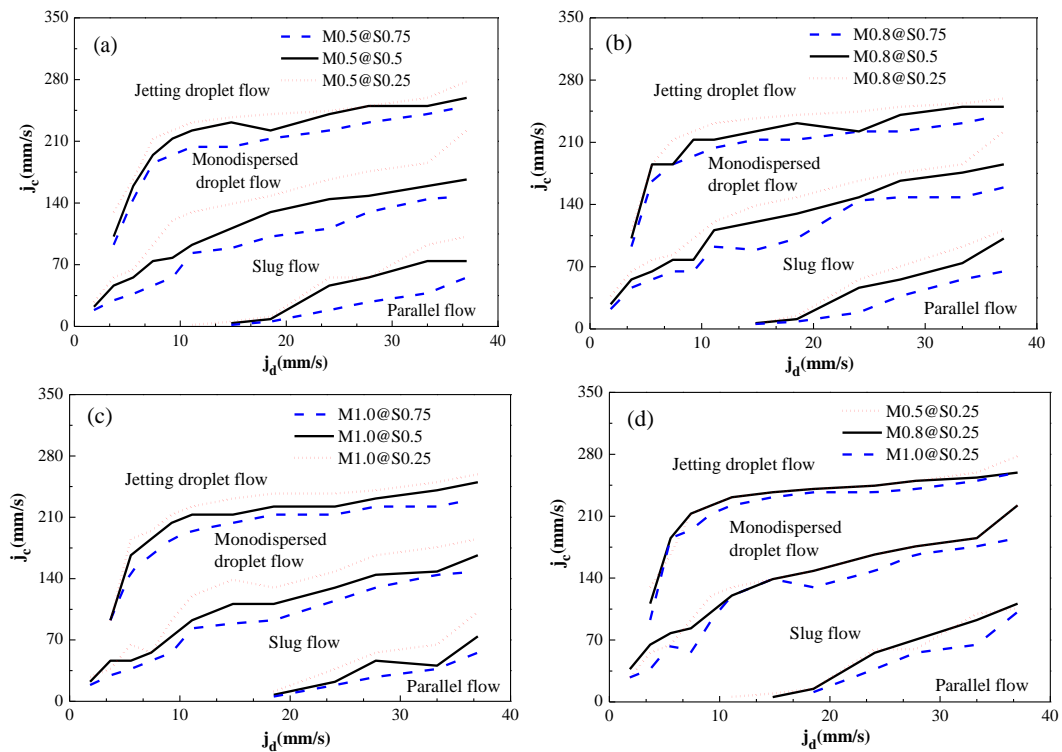 (a)
M0.5@S0.75
M0.5@S0.5
M0.5@S0.25
Jetting droplet flow
Monodispersed
droplet flow
Slug flow
Parallel flow
350
280
210
140
70
0
0 10 20 30 40
j_c(mm/s)
j_d(mm/s)
(b)
M0.8@S0.75
M0.8@S0.5
M0.8@S0.25
Jetting droplet flow
Monodispersed
droplet flow
Slug flow
Parallel flow
350
280
210
140
70
0
0 10 20 30 40
j_c(mm/s)
j_d(mm/s)
(c)
M1.0@S0.75
M1.0@S0.5
M1.0@S0.25
Jetting droplet flow
Monodispersed
droplet flow
Slug flow
Parallel flow
350
280
210
140
70
0
0 10 20 30 40
j_c(mm/s)
j_d(mm/s)
(d)
M0.5@S0.25
M0.8@S0.25
M1.0@S0.25
Jetting droplet flow
Monodispersed
droplet flow
Slug flow
Parallel flow
350
280
210
140
70
0
0 10 20 30 40
j_c(mm/s)
j_d(mm/s)